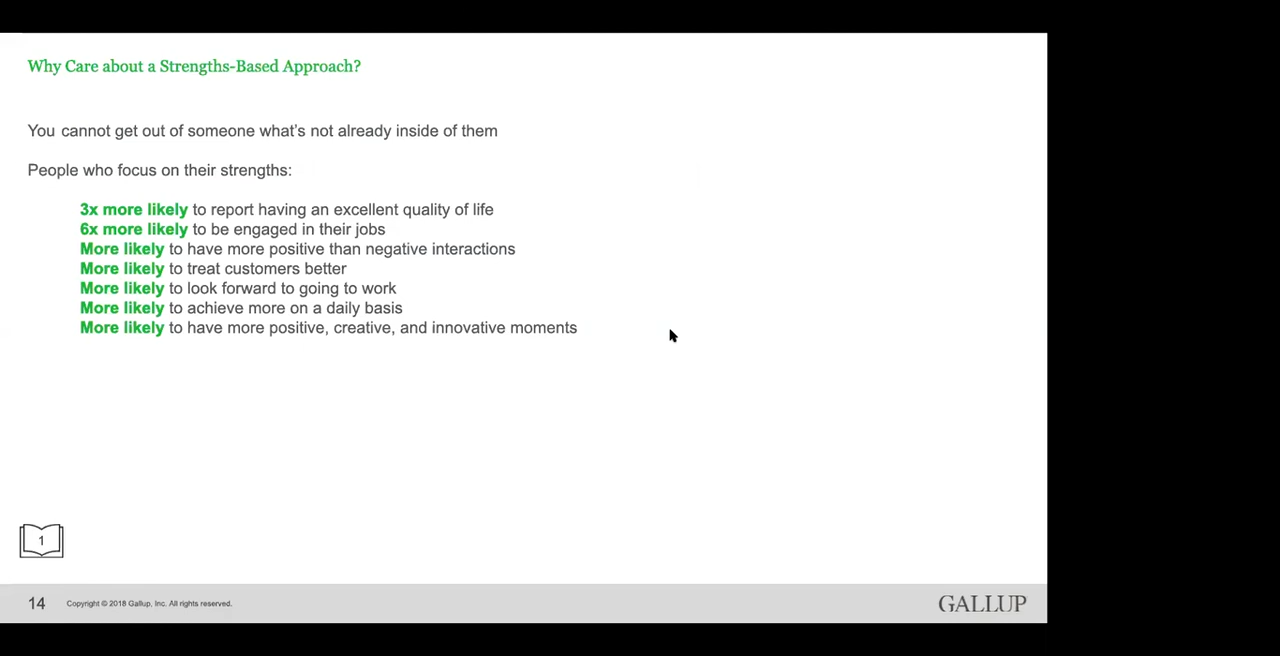 Why Care about a Strengths-Based Approach?
You cannot get out of someone what's not already inside of them
People who focus on their strengths:
3x more likely to report having an excellent quality of life
6x more likely to be engaged in their jobs
More likely to have more positive than negative interactions
More likely to treat customers better
More likely to look forward to going to work
More likely to achieve more on a daily basis
More likely to have more positive, creative, and innovative moments
1
14 Copyright © 2018 Gallup, Inc. All rights reserved. GALLUP